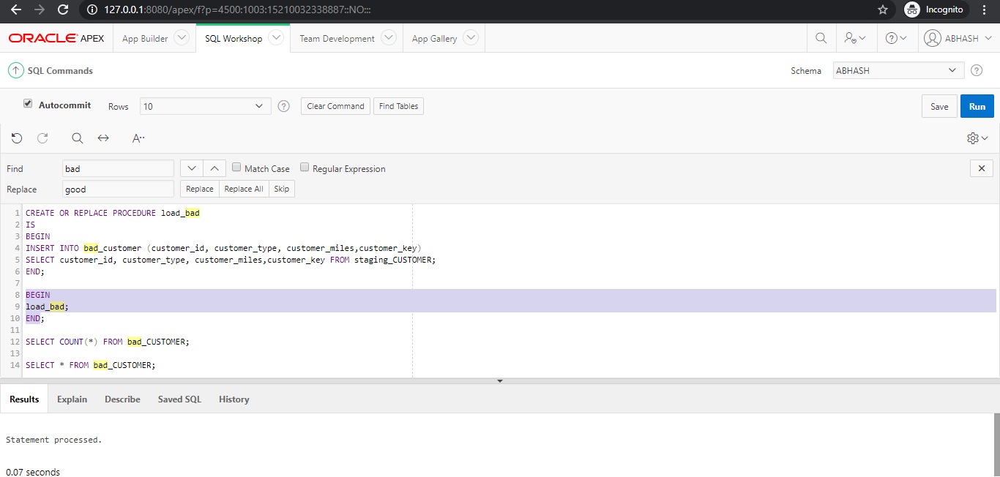 127.0.0.1:8080/apex/f?p=4500:1003:15210032338887::NO:::
Incognito
ORACLE APEX
App Builder
SQL Workshop
Team Development
App Gallery
ABHASH
SQL Commands
Schema
ABHASH
Autocommit
Rows
10
Clear Command
Find Tables
Save
Run
A··
Find
bad
Match Case
Regular Expression
Replace
good
Replace
Replace All
Skip
1 CREATE OR REPLACE PROCEDURE load_bad
2 IS
3 BEGIN
4 INSERT INTO bad_customer (customer_id, customer_type, customer_miles,customer_key)
5 SELECT customer_id, customer_type, customer_miles,customer_key FROM staging_CUSTOMER;
6 END;
7
8 BEGIN
9 load_bad;
10 END;
11
12 SELECT COUNT(*) FROM bad_CUSTOMER;
13
14 SELECT * FROM bad_CUSTOMER;
Results
Explain
Describe
Saved SQL
History
Statement processed.
0.07 seconds